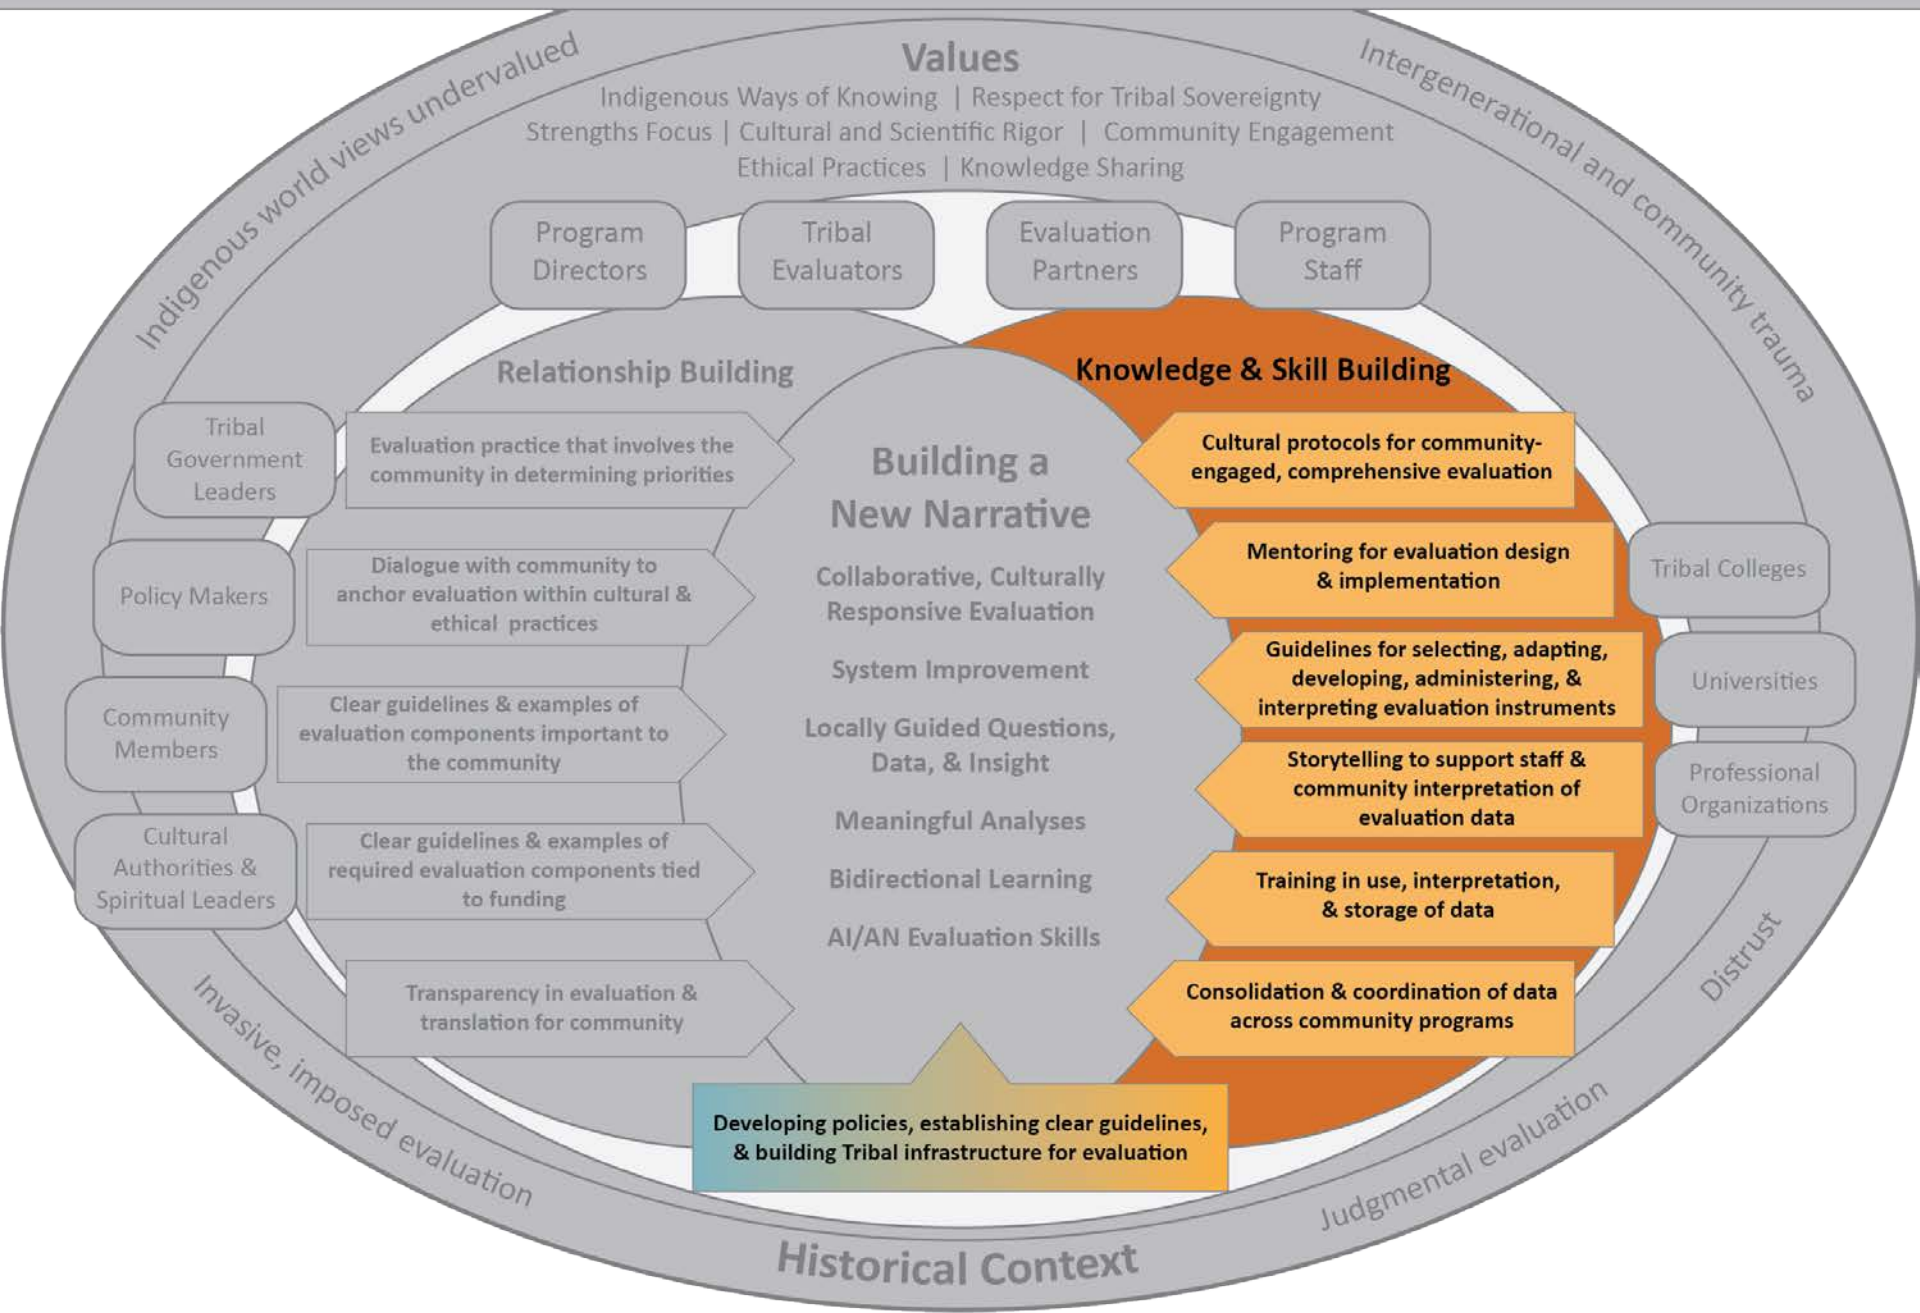 Values
Indigenous Ways of Knowing | Respect for Tribal Sovereignty
Strengths Focus | Cultural and Scientific Rigor | Community Engagement
Ethical Practices | Knowledge Sharing
Indigenous world views undervalued
Intergenerational and community trauma
Program
Directors
Tribal
Evaluators
Evaluation
Partners
Program
Staff
Relationship Building
Knowledge & Skill Building
Tribal
Government
Leaders
Policy Makers
Community
Members
Cultural
Authorities &
Spiritual Leaders
Evaluation practice that involves the
community in determining priorities
Dialogue with community to
anchor evaluation within cultural &
ethical practices
Clear guidelines & examples of
evaluation components important to
the community
Clear guidelines & examples of
required evaluation components tied
to funding
Transparency in evaluation &
translation for community
Building a
New Narrative
Collaborative, Culturally
Responsive Evaluation
System Improvement
Locally Guided Questions,
Data, & Insight
Meaningful Analyses
Bidirectional Learning
AI/AN Evaluation Skills
Cultural protocols for community-
engaged, comprehensive evaluation
Mentoring for evaluation design
& implementation
Guidelines for selecting, adapting,
developing, administering, &
interpreting evaluation instruments
Storytelling to support staff &
community interpretation of
evaluation data
Training in use, interpretation,
& storage of data
Consolidation & coordination of data
across community programs
Tribal Colleges
Universities
Professional
Organizations
Developing policies, establishing clear guidelines,
& building Tribal infrastructure for evaluation
Invasive, imposed evaluation
Distrust
Judgmental evaluation
Historical Context